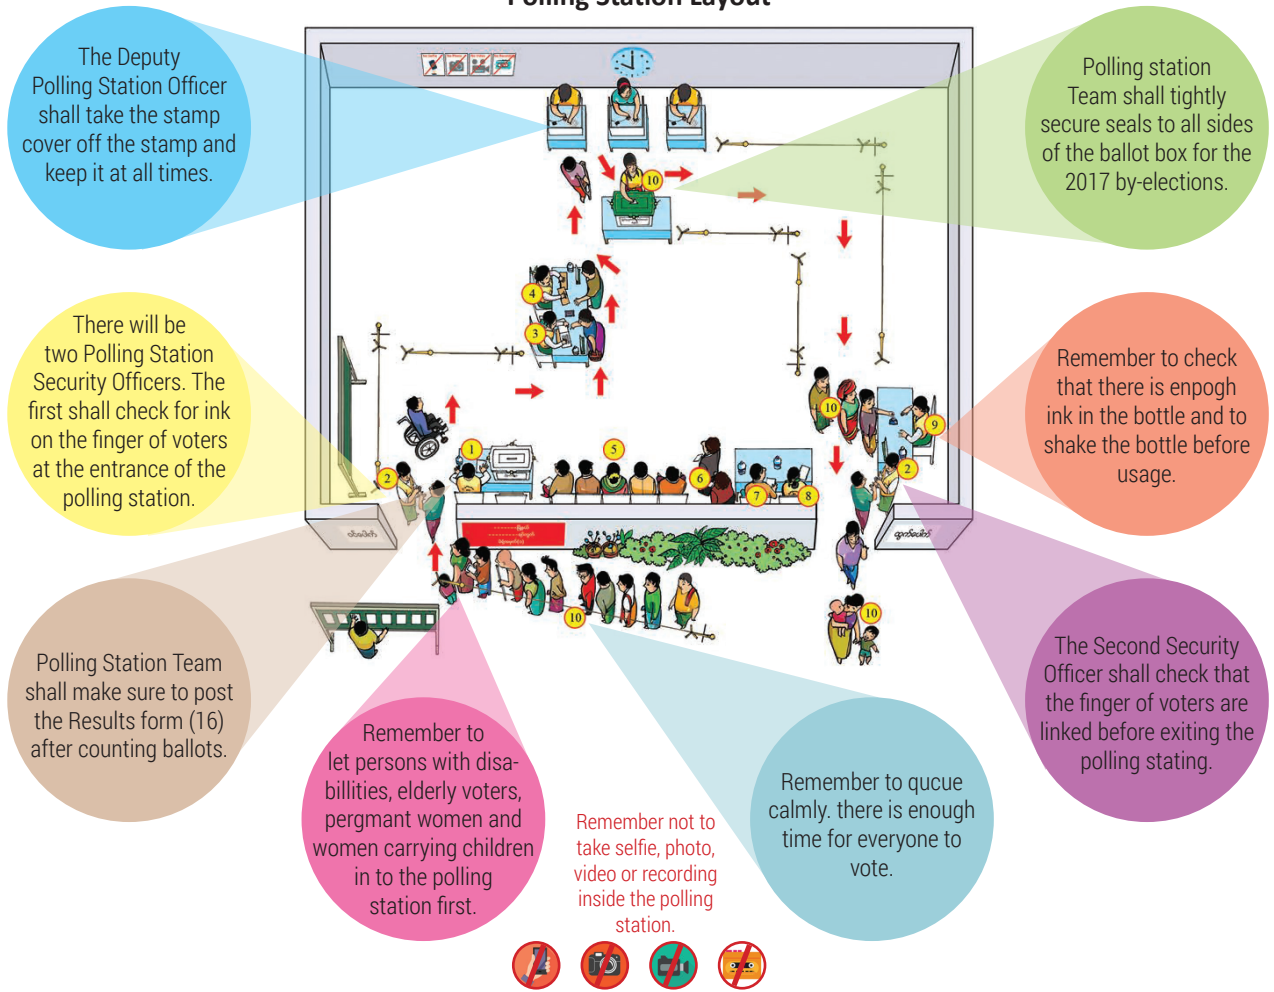 Polling Station Layout
The Deputy
Polling Station Officer
shall take the stamp
cover off the stamp and
keep it at all times.
Polling station
Team shall tightly
secure seals to all sides
of the ballot box for the
2017 by-elections.
10
4
3
There will be
two Polling Station
Security Officers. The
first shall check for ink
on the finger of voters
at the entrance of the
polling station.
Remember to check
that there is enpogh
ink in the bottle and to
shake the bottle before
usage.
10
9
1
5
2
6
7
8
2
ဝင်ပေါက်
ထွက်ပေါက်
10
10
Polling Station Team
shall make sure to post
the Results form (16)
after counting ballots.
The Second Security
Officer shall check that
the finger of voters are
linked before exiting the
polling stating.
Remember to
let persons with disa-
billities, elderly voters,
pergmant women and
women carrying children
in to the polling
station first.
Remember not to
take selfie, photo,
video or recording
inside the polling
station.
Remember to qucue
calmly. there is enough
time for everyone to
vote.